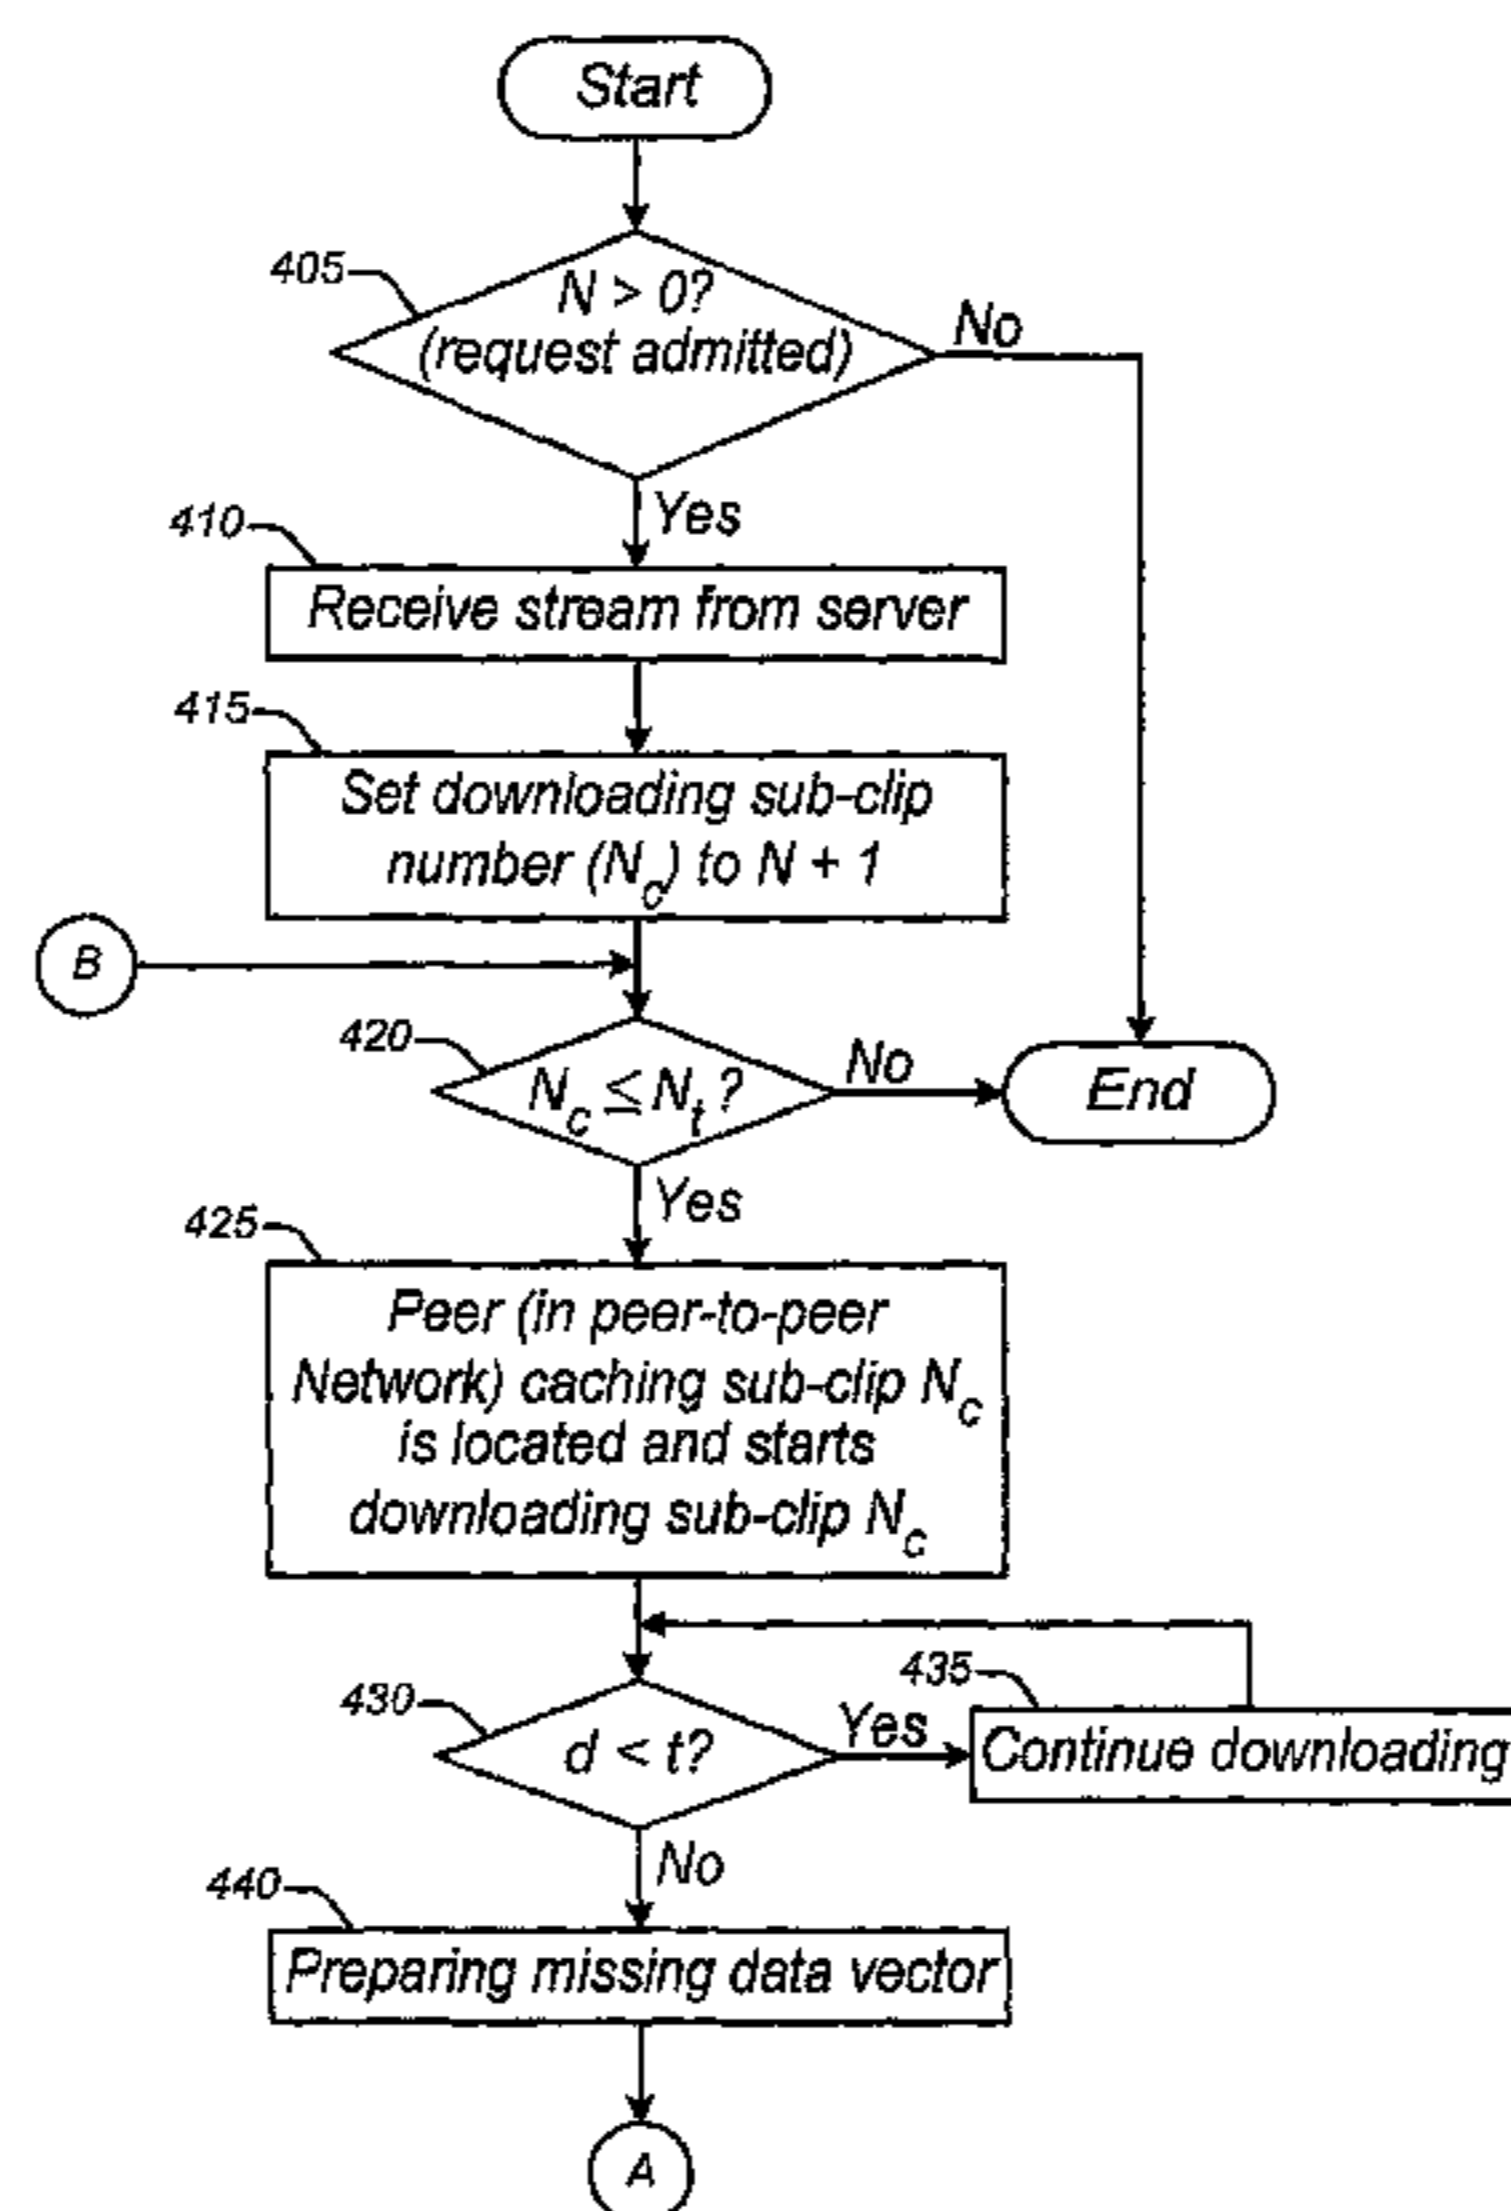 Start
405
N > 0?
(request admitted)
No
Yes
410
Receive stream from server
415
Set downloading sub-clip
number (Nc) to N + 1
B
420
Nc ≤ Nt?
No
End
Yes
425
Peer (in peer-to-peer
Network) caching sub-clip Nc
is located and starts
downloading sub-clip Nc
430
d < t?
Yes
435
Continue downloading
No
440
Preparing missing data vector
A